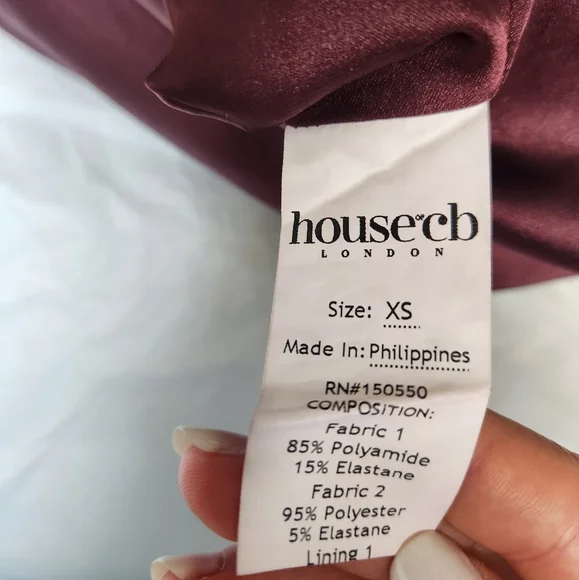 house of cb
LONDON
Size: XS
Made In: Philippines
RN#150550
COMPOSITION:
Fabric 1
85% Polyamide
15% Elastane
Fabric 2
95% Polyester
5% Elastane
Lining 1